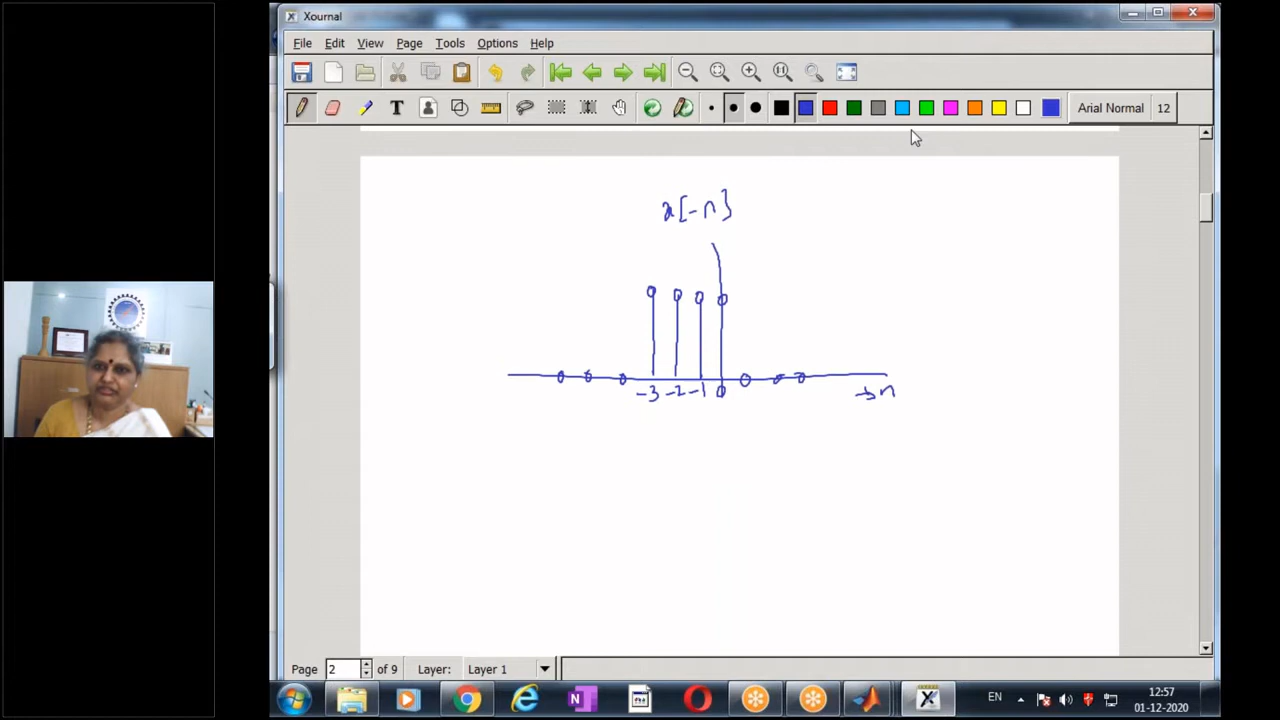 Xournal
File Edit View Page Tools Options Help
Arial Normal 12
x[-n]
-3 -2 -1 0 →n
Page 2 of 9 Layer: Layer 1
EN 12:57
01-12-2020